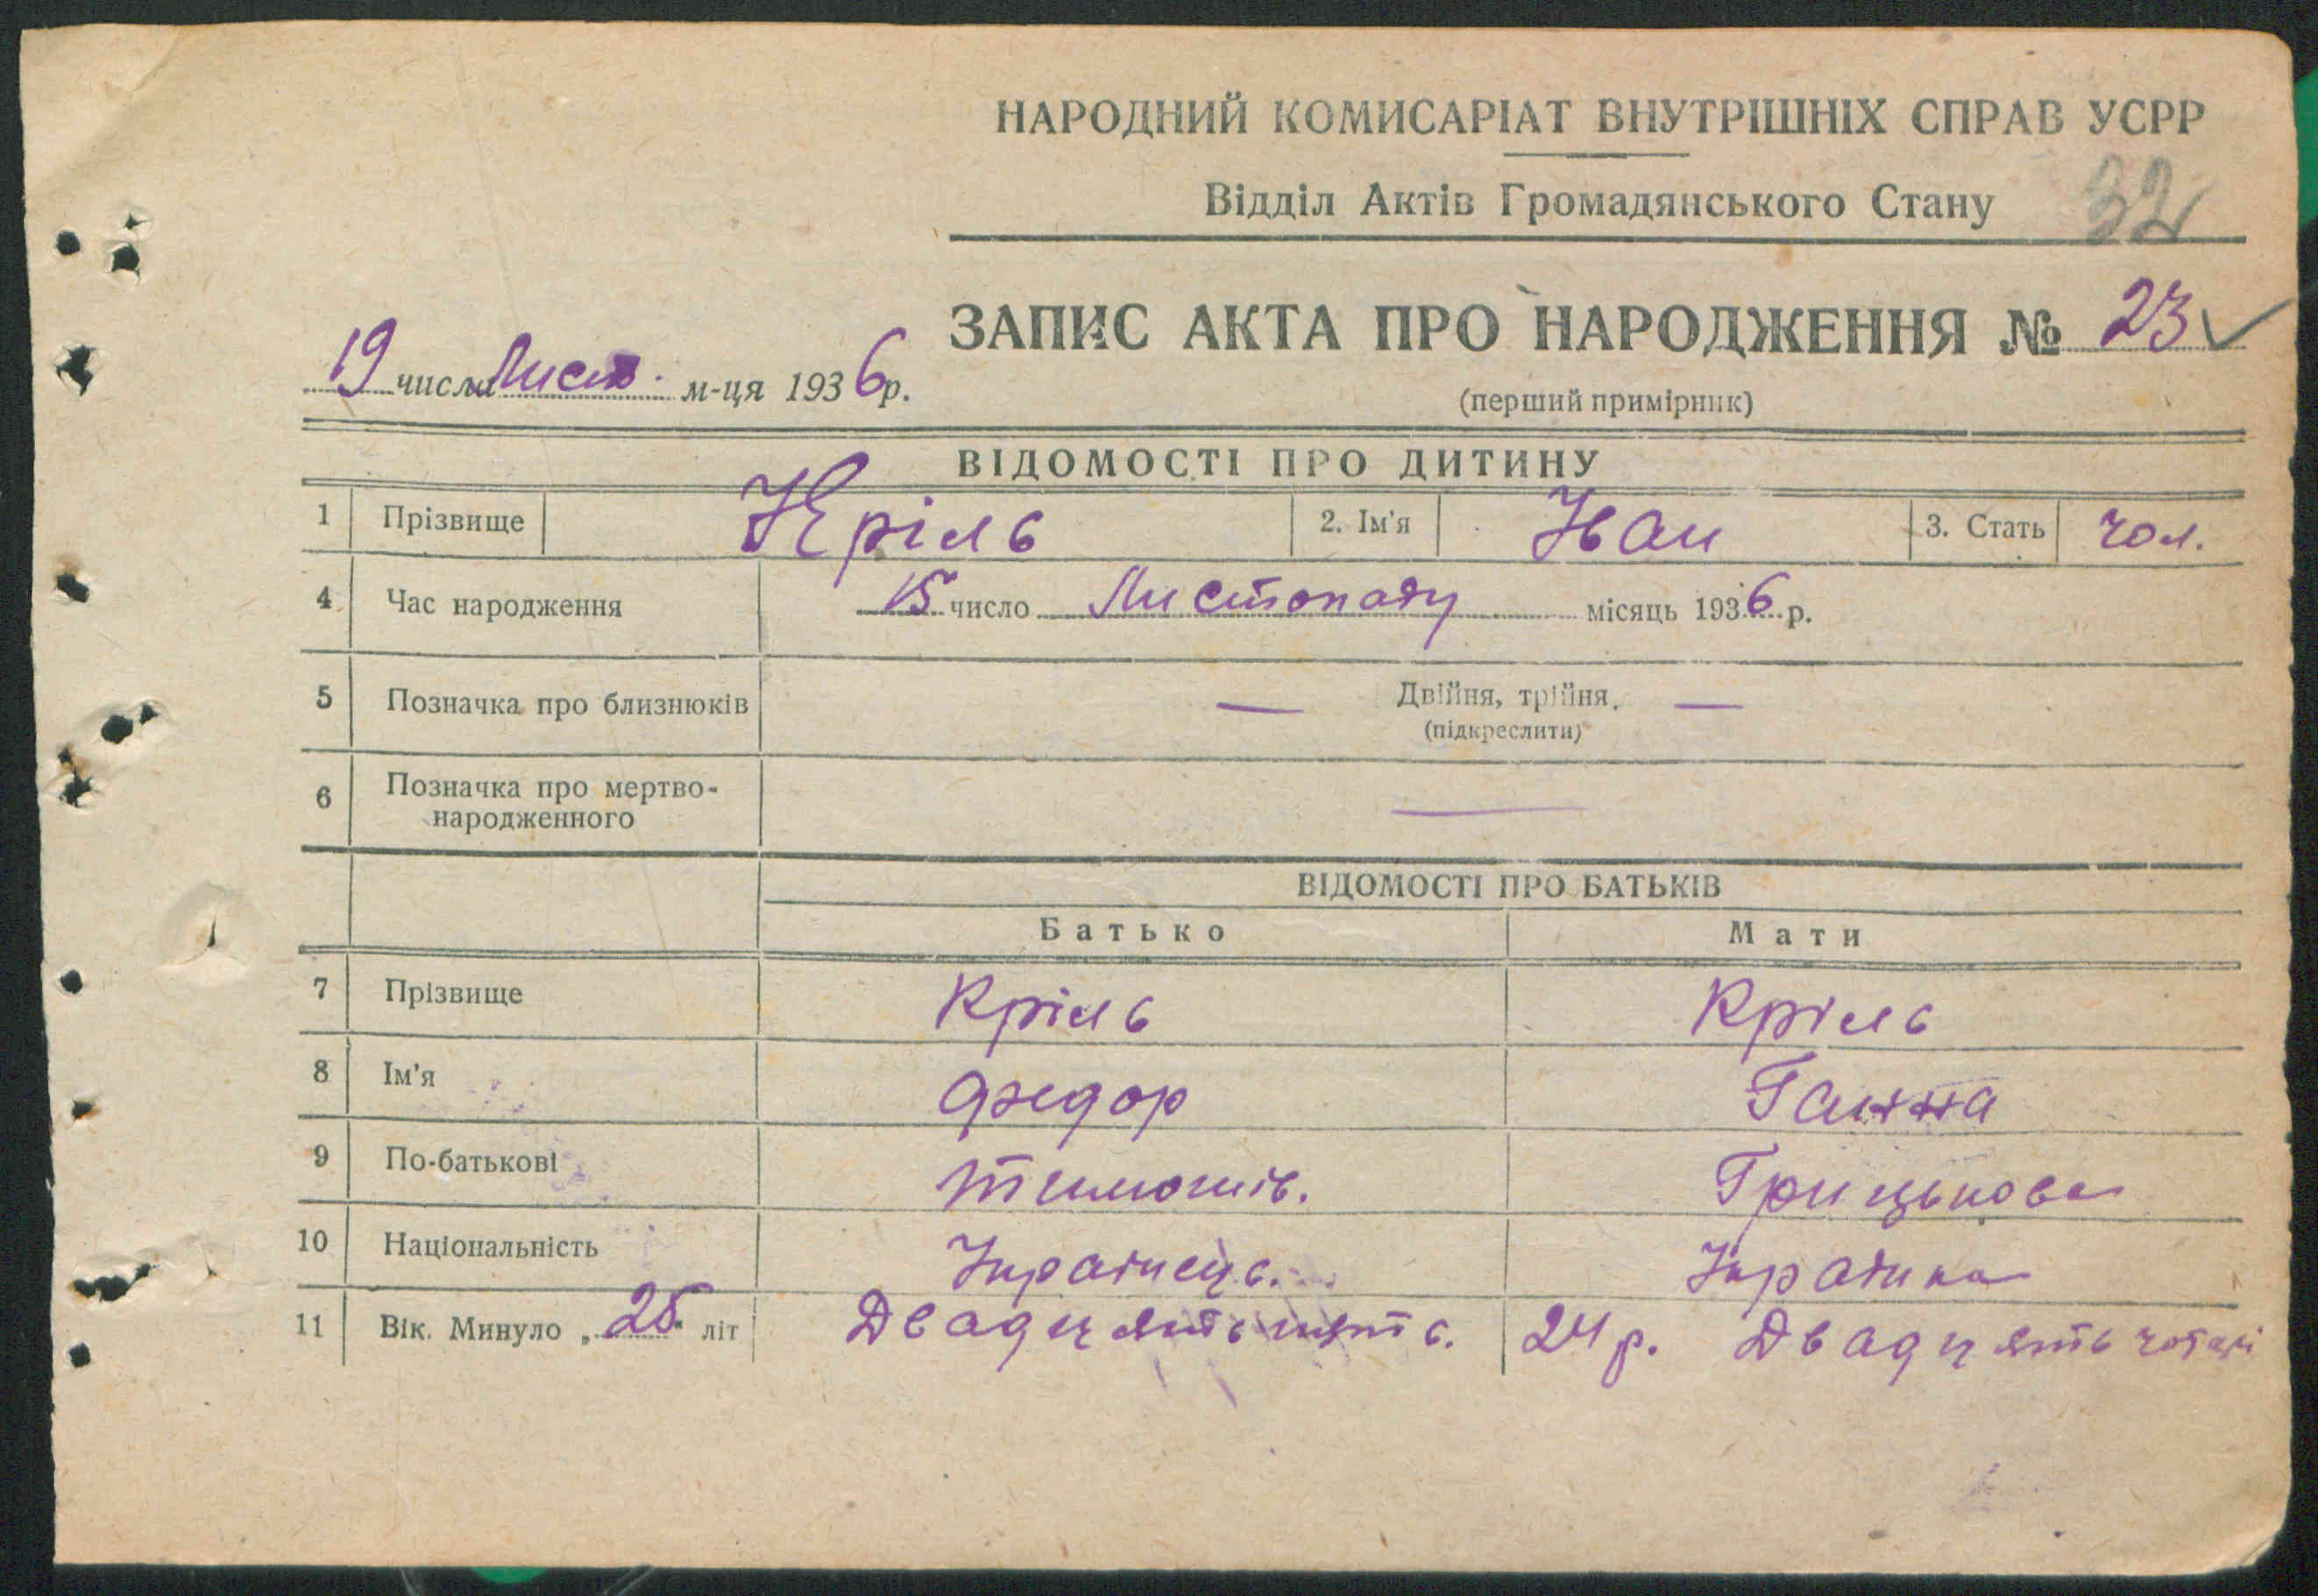 НАРОДНИЙ КОМИСАРІАТ ВНУТРІШНІХ СПРАВ УСРР
Відділ Актів Громадянського Стану 32
ЗАПИС АКТА ПРО НАРОДЖЕННЯ № 23
19 числа Лист. м-ця 1936 р.
(перший примірник)
ВІДОМОСТІ ПРО ДИТИНУ
1 Прізвище Кріль 2. Ім'я Іван 3. Стать чол.
4 Час народження 15 число Листопаду місяць 1936 р.
5 Позначка про близнюків — Двійня, трійня. —
(підкреслити)
6 Позначка про мертво-
народженного —
ВІДОМОСТІ ПРО БАТЬКІВ
Батько Мати
7 Прізвище Кріль Кріль
8 Ім'я Федор Ганна
9 По-батькові Тимошів. Грицькова
10 Національність Українець. Українка
11 Вік. Минуло „25" літ Двадцять пять. 24 р. Двадцять чотарі